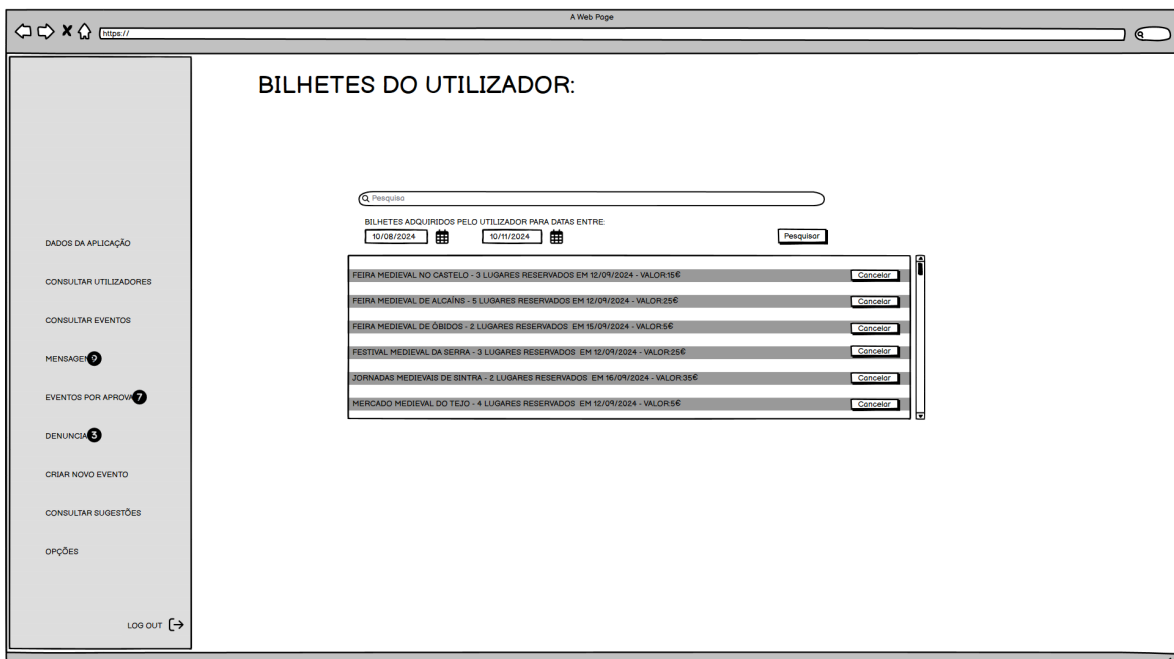 A Web Page
https://
BILHETES DO UTILIZADOR:
Pesquisa
BILHETES ADQUIRIDOS PELO UTILIZADOR PARA DATAS ENTRE:
10/08/2024 10/11/2024 Pesquisar
FEIRA MEDIEVAL NO CASTELO - 3 LUGARES RESERVADOS EM 12/09/2024 - VALOR:15€ Cancelar
FEIRA MEDIEVAL DE ALCAÍNS - 5 LUGARES RESERVADOS EM 12/09/2024 - VALOR:25€ Cancelar
FEIRA MEDIEVAL DE ÓBIDOS - 2 LUGARES RESERVADOS EM 15/09/2024 - VALOR:5€ Cancelar
FESTIVAL MEDIEVAL DA SERRA - 3 LUGARES RESERVADOS EM 12/09/2024 - VALOR:25€ Cancelar
JORNADAS MEDIEVAIS DE SINTRA - 2 LUGARES RESERVADOS EM 16/09/2024 - VALOR:35€ Cancelar
MERCADO MEDIEVAL DO TEJO - 4 LUGARES RESERVADOS EM 12/09/2024 - VALOR:5€ Cancelar
DADOS DA APLICAÇÃO
CONSULTAR UTILIZADORES
CONSULTAR EVENTOS
MENSAGEN 9
EVENTOS POR APROVA 7
DENUNCIA 3
CRIAR NOVO EVENTO
CONSULTAR SUGESTÕES
OPÇÕES
LOG OUT